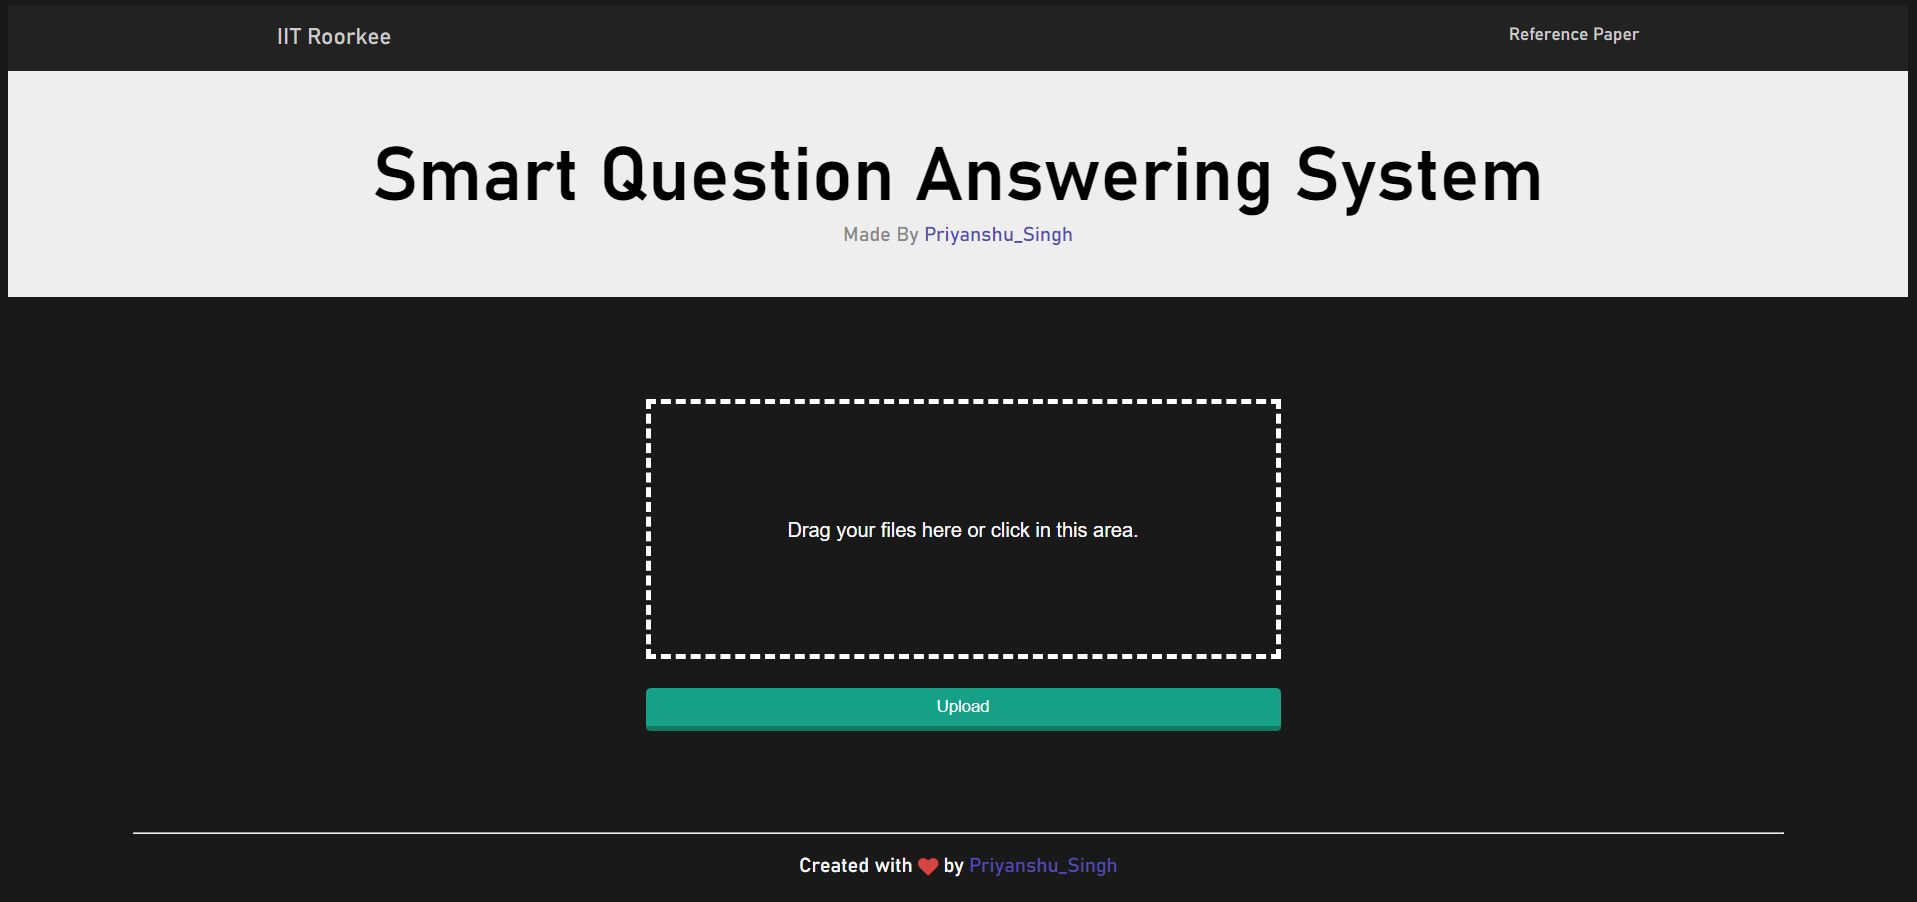 IIT Roorkee
Reference Paper
Smart Question Answering System
Made By Priyanshu_Singh
Drag your files here or click in this area.
Upload
Created with ❤ by Priyanshu_Singh